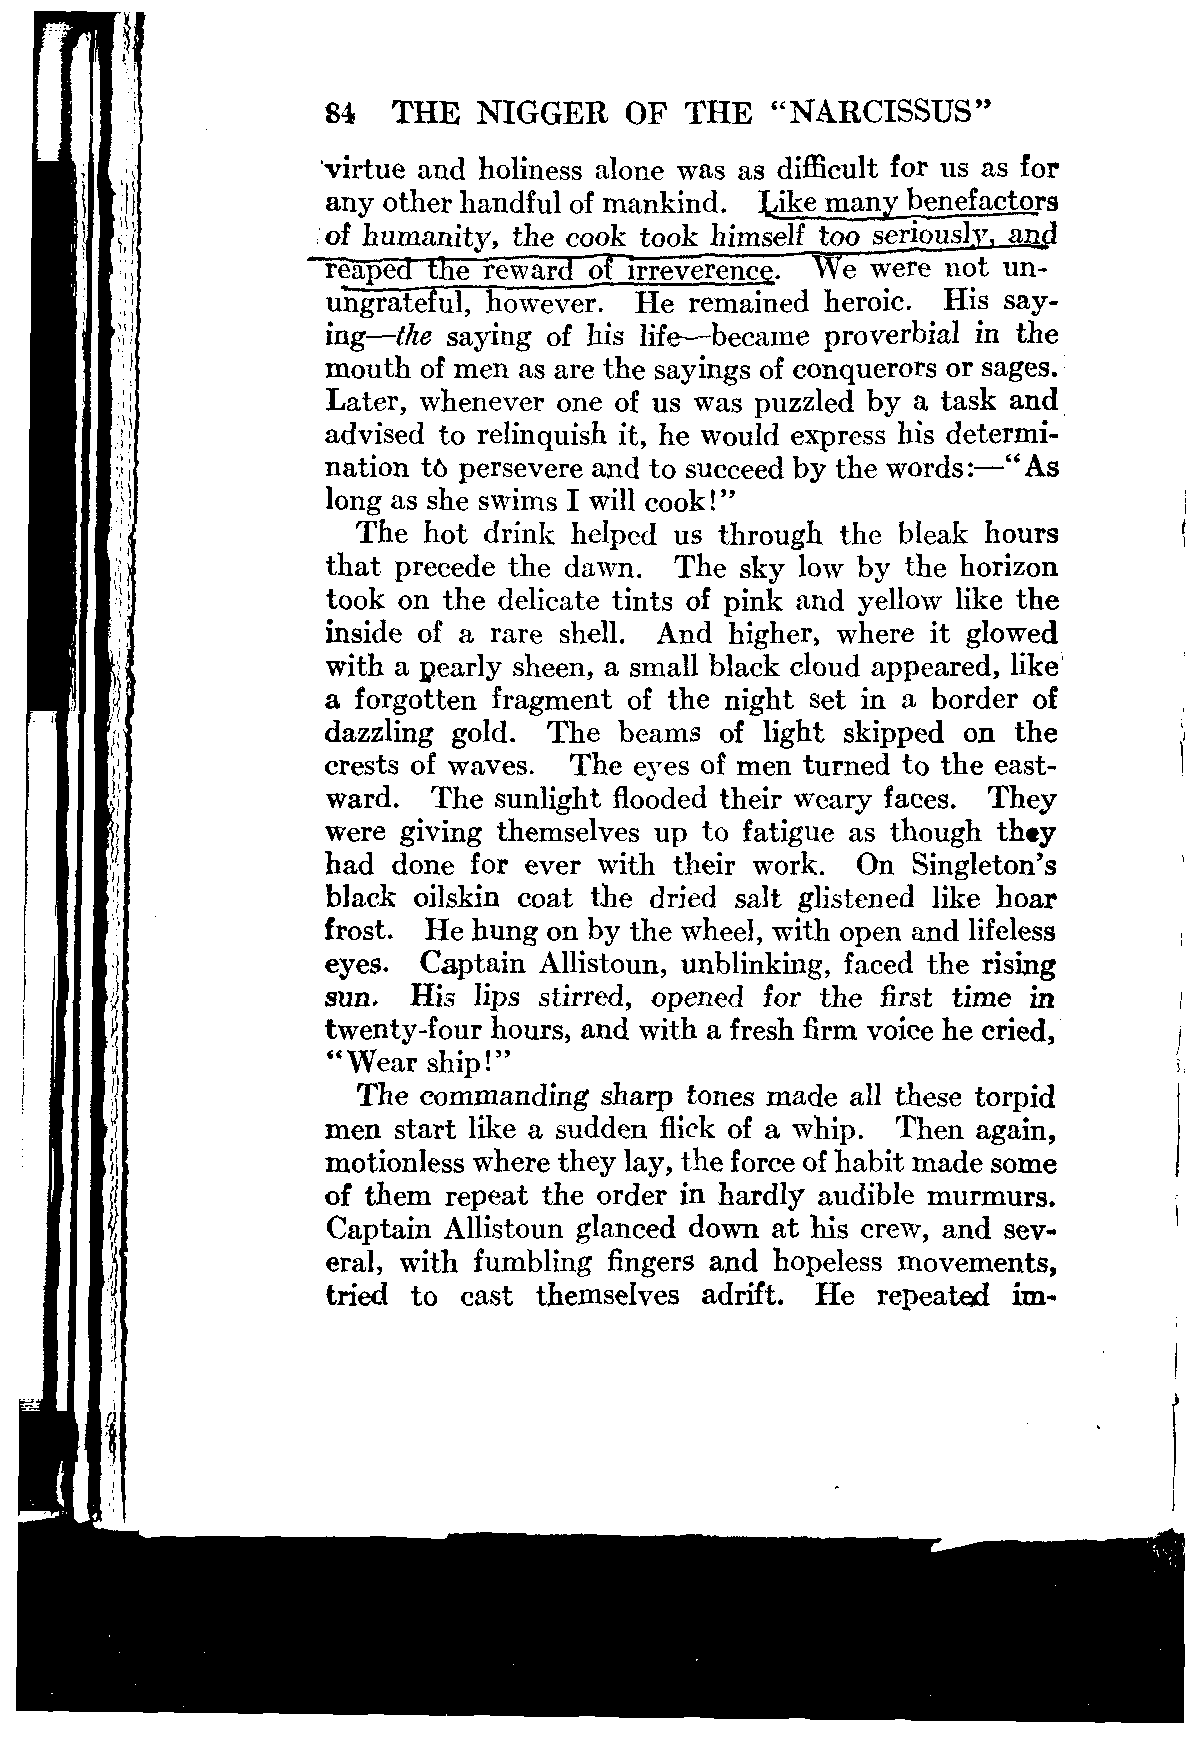 84 THE NIGGER OF THE "NARCISSUS"
virtue and holiness alone was as difficult for us as for
any other handful of mankind. Like many benefactors
of humanity, the cook took himself too seriously, and
reaped the reward of irreverence. We were not un-
ungrateful, however. He remained heroic. His say-
ing—the saying of his life—became proverbial in the
mouth of men as are the sayings of conquerors or sages.
Later, whenever one of us was puzzled by a task and
advised to relinquish it, he would express his determi-
nation to persevere and to succeed by the words:—"As
long as she swims I will cook!"
The hot drink helped us through the bleak hours
that precede the dawn. The sky low by the horizon
took on the delicate tints of pink and yellow like the
inside of a rare shell. And higher, where it glowed
with a pearly sheen, a small black cloud appeared, like
a forgotten fragment of the night set in a border of
dazzling gold. The beams of light skipped on the
crests of waves. The eyes of men turned to the east-
ward. The sunlight flooded their weary faces. They
were giving themselves up to fatigue as though they
had done for ever with their work. On Singleton's
black oilskin coat the dried salt glistened like hoar
frost. He hung on by the wheel, with open and lifeless
eyes. Captain Allistoun, unblinking, faced the rising
sun. His lips stirred, opened for the first time in
twenty-four hours, and with a fresh firm voice he cried,
"Wear ship!"
The commanding sharp tones made all these torpid
men start like a sudden flick of a whip. Then again,
motionless where they lay, the force of habit made some
of them repeat the order in hardly audible murmurs.
Captain Allistoun glanced down at his crew, and sev-
eral, with fumbling fingers and hopeless movements,
tried to cast themselves adrift. He repeated im-